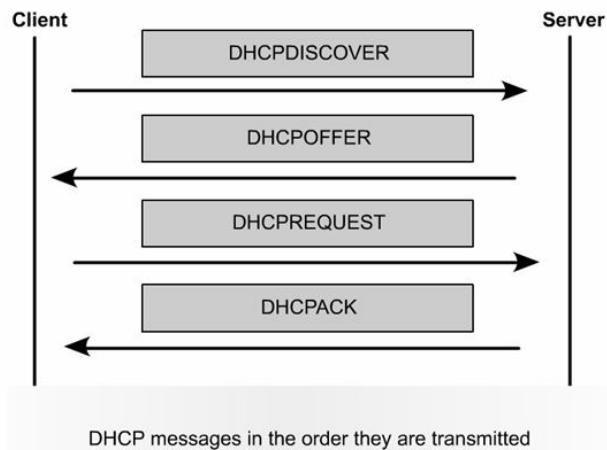 Client
Server
DHCPDISCOVER
DHCPOFFER
DHCPREQUEST
DHCPACK
DHCP messages in the order they are transmitted